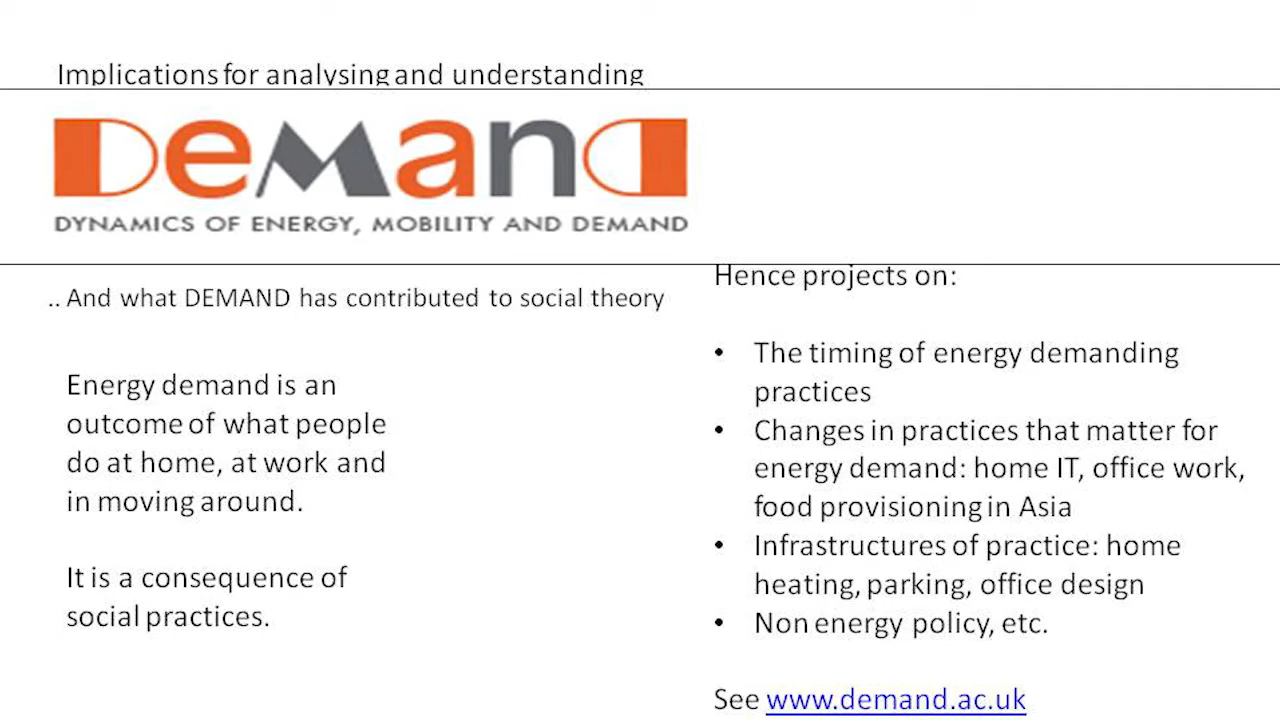 Implications for analysing and understanding
Demand
DYNAMICS OF ENERGY, MOBILITY AND DEMAND
.. And what DEMAND has contributed to social theory
Energy demand is an
outcome of what people
do at home, at work and
in moving around.
It is a consequence of
social practices.
Hence projects on:
• The timing of energy demanding
practices
• Changes in practices that matter for
energy demand: home IT, office work,
food provisioning in Asia
• Infrastructures of practice: home
heating, parking, office design
• Non energy policy, etc.
See www.demand.ac.uk